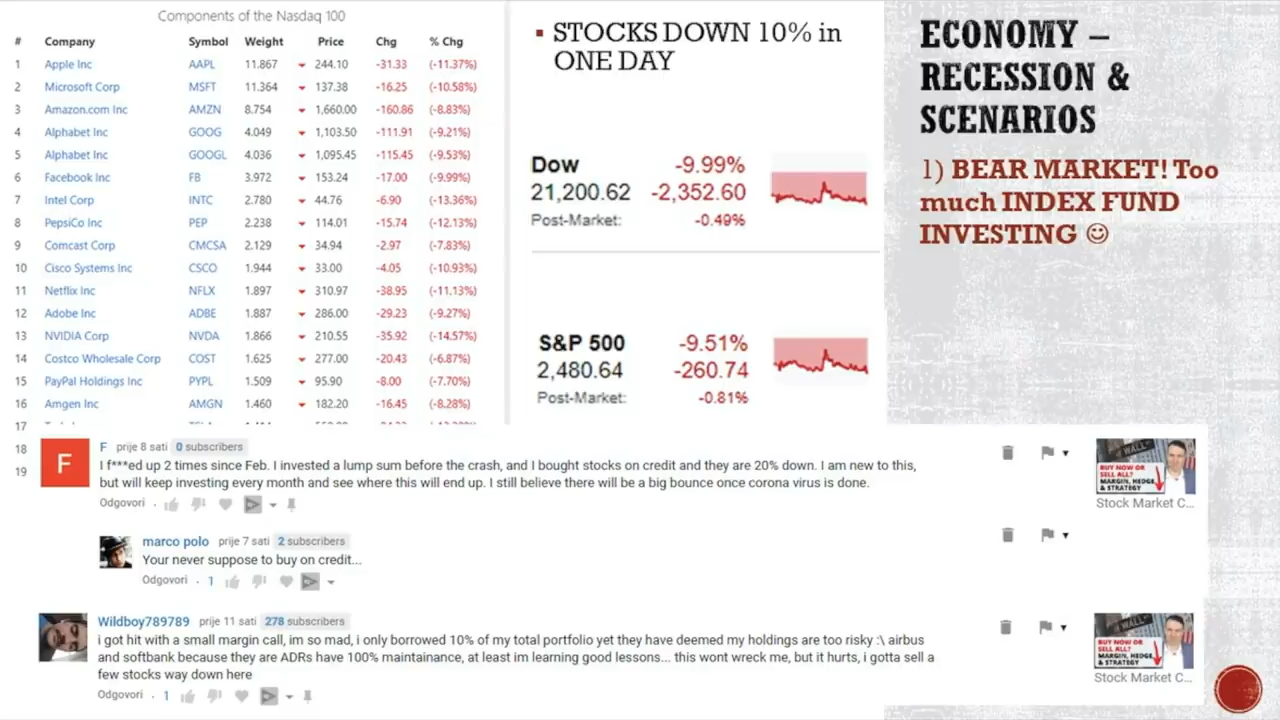 Components of the Nasdaq 100
# Company Symbol Weight Price Chg % Chg
1 Apple Inc AAPL 11.867 244.10 -31.33 (-11.37%)
2 Microsoft Corp MSFT 11.364 137.38 -16.25 (-10.58%)
3 Amazon.com Inc AMZN 8.754 1,660.00 -160.86 (-8.83%)
4 Alphabet Inc GOOG 4.049 1,103.50 -111.91 (-9.21%)
5 Alphabet Inc GOOGL 4.036 1,095.45 -115.45 (-9.53%)
6 Facebook Inc FB 3.972 153.24 -17.00 (-9.99%)
7 Intel Corp INTC 2.780 44.76 -6.90 (-13.36%)
8 PepsiCo Inc PEP 2.238 114.01 -15.74 (-12.13%)
9 Comcast Corp CMCSA 2.129 34.94 -2.97 (-7.83%)
10 Cisco Systems Inc CSCO 1.944 33.00 -4.05 (-10.93%)
11 Netflix Inc NFLX 1.897 310.97 -38.95 (-11.13%)
12 Adobe Inc ADBE 1.887 286.00 -29.23 (-9.27%)
13 NVIDIA Corp NVDA 1.866 210.55 -35.92 (-14.57%)
14 Costco Wholesale Corp COST 1.625 277.00 -20.43 (-6.87%)
15 PayPal Holdings Inc PYPL 1.509 95.90 -8.00 (-7.70%)
16 Amgen Inc AMGN 1.460 182.20 -16.45 (-8.28%)
17
18
19
▪ STOCKS DOWN 10% in
ONE DAY
Dow -9.99%
21,200.62 -2,352.60
Post-Market: -0.49%
S&P 500 -9.51%
2,480.64 -260.74
Post-Market: -0.81%
ECONOMY –
RECESSION &
SCENARIOS
1) BEAR MARKET! Too
much INDEX FUND
INVESTING ☺
F
F prije 8 sati 0 subscribers
I f***ed up 2 times since Feb. I invested a lump sum before the crash, and I bought stocks on credit and they are 20% down. I am new to this,
but will keep investing every month and see where this will end up. I still believe there will be a big bounce once corona virus is done.
Odgovori
WALL
BUY NOW OR
SELL ALL?
MARGIN, HEDGE
& STRATEGY
Stock Market C...
marco polo prije 7 sati 2 subscribers
Your never suppose to buy on credit...
Odgovori · 1
Wildboy789789 prije 11 sati 278 subscribers
i got hit with a small margin call, im so mad, i only borrowed 10% of my total portfolio yet they have deemed my holdings are too risky :\ airbus
and softbank because they are ADRs have 100% maintainance, at least im learning good lessons... this wont wreck me, but it hurts, i gotta sell a
few stocks way down here
Odgovori · 1
WALL
BUY NOW OR
SELL ALL?
MARGIN, HEDGE
& STRATEGY
Stock Market C...